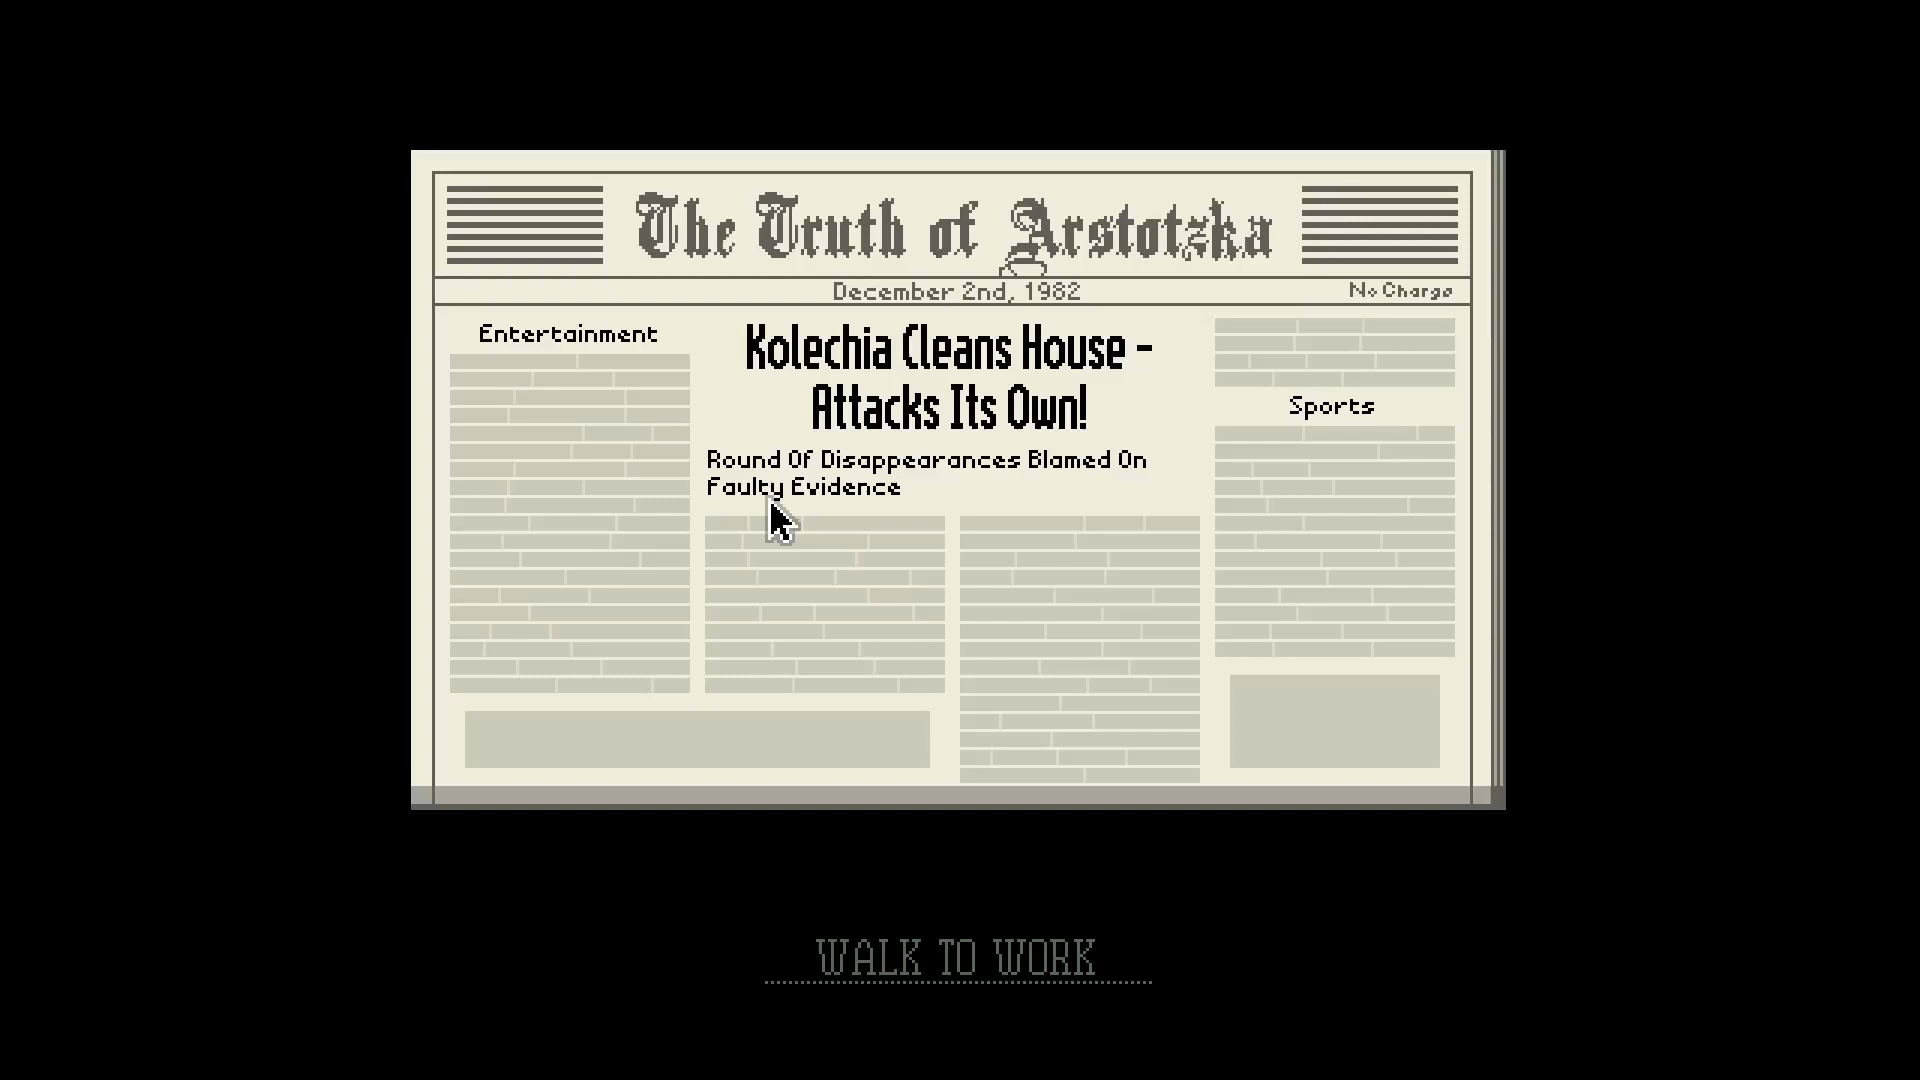 The Truth of Arstotzka
December 2nd, 1982
No Charge
Entertainment
Kolechia Cleans House -
Attacks Its Own!
Round Of Disappearances Blamed On
Faulty Evidence
Sports
WALK TO WORK